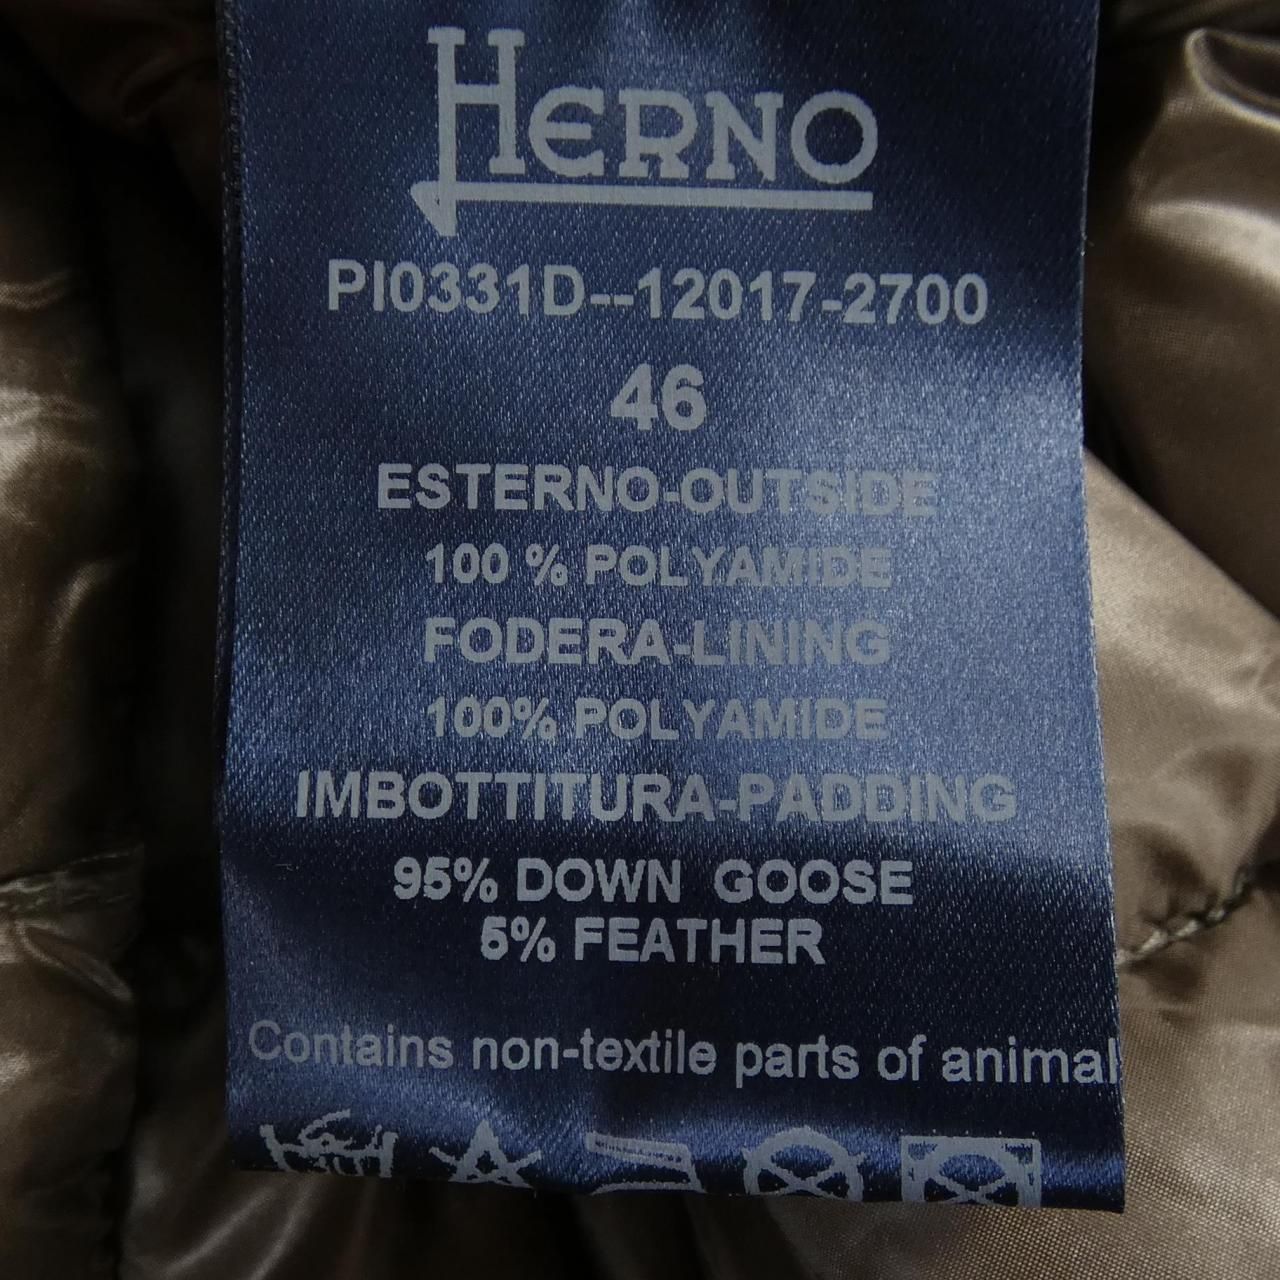 HERNO
PI0331D--12017-2700
46
ESTERNO-OUTSIDE
100 % POLYAMIDE
FODERA-LINING
100% POLYAMIDE
IMBOTTITURA-PADDING
95% DOWN GOOSE
5% FEATHER
Contains non-textile parts of animal